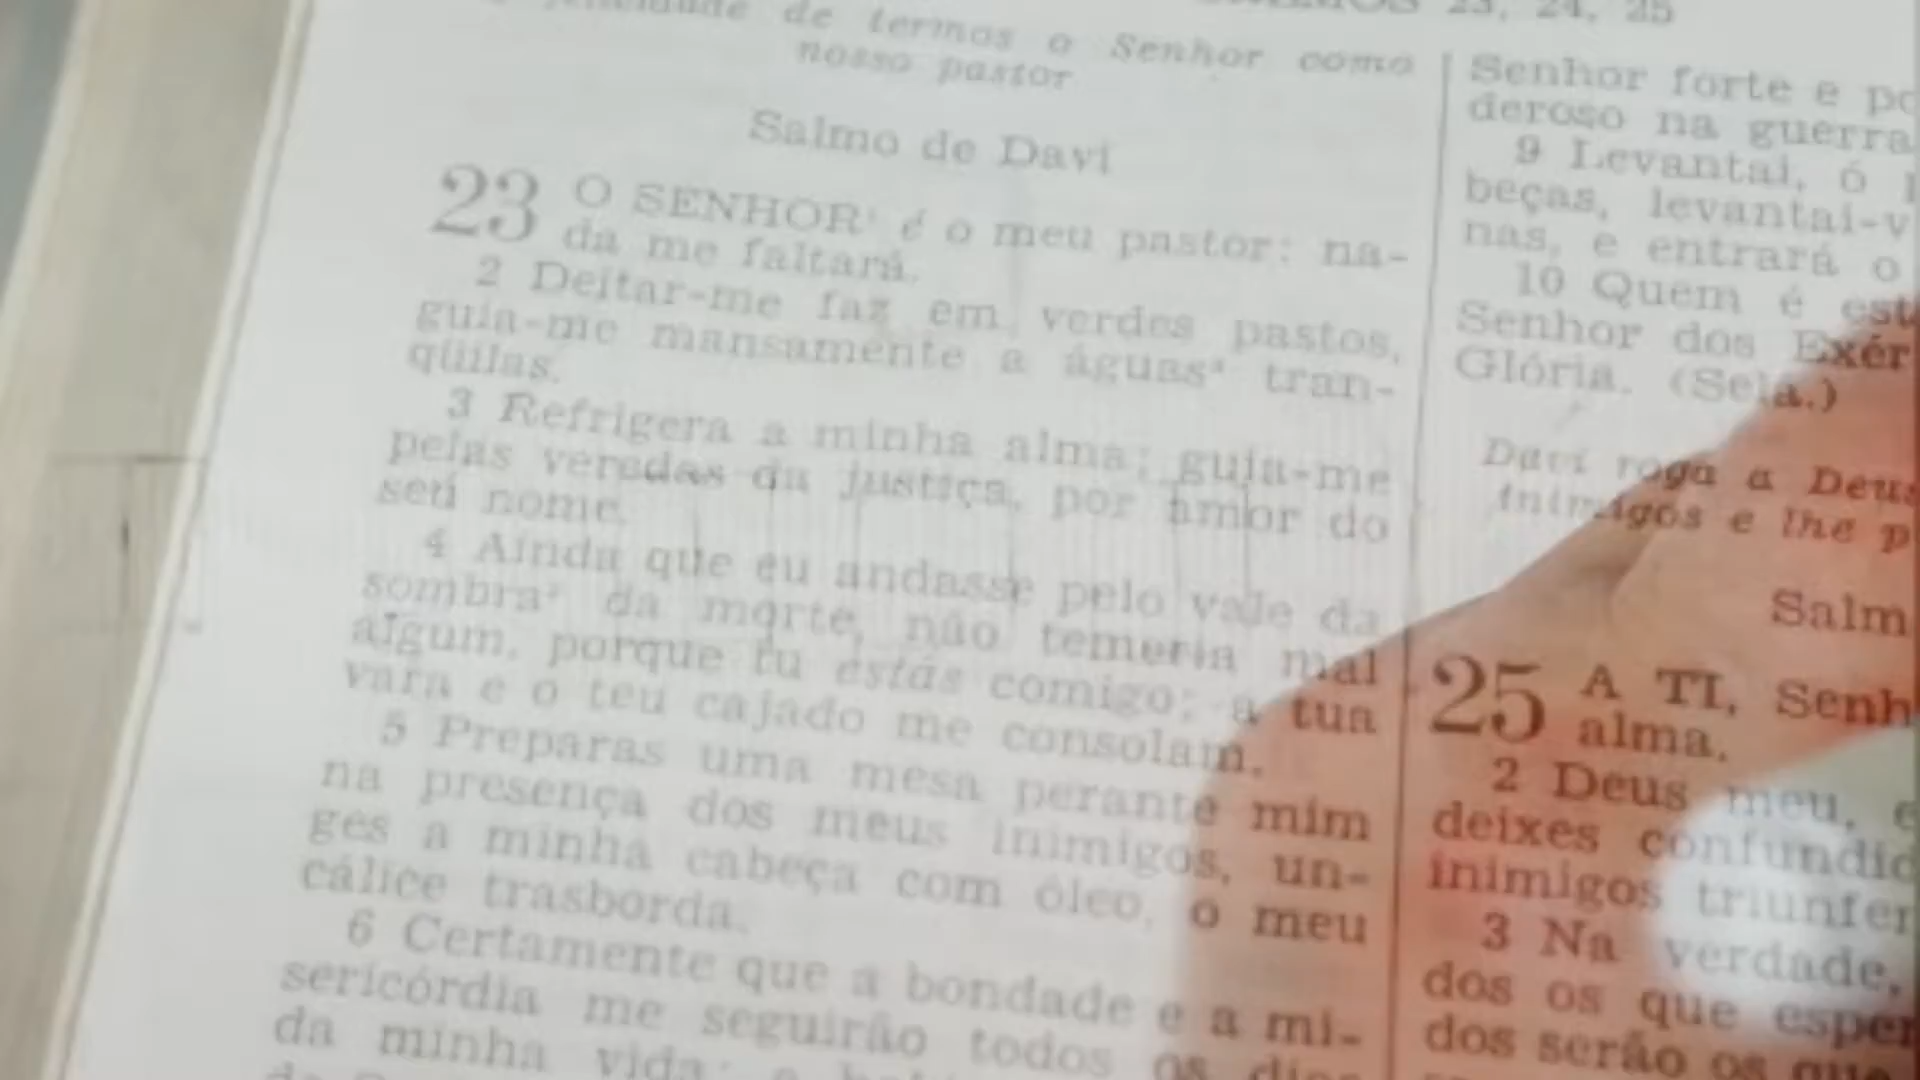 23, 24, 25
de termos o Senhor como
nosso pastor
Salmo de Davi
23 O SENHOR é o meu pastor: na-
da me faltará.
2 Deitar-me faz em verdes pastos,
guia-me mansamente a águas tran-
qüilas.
3 Refrigera a minha alma; guia-me
pelas veredas da justiça, por amor do
seu nome.
4 Ainda que eu andasse pelo vale da
sombra da morte, não temeria mal
algum, porque tu estás comigo; a tua
vara e o teu cajado me consolam.
5 Preparas uma mesa perante mim
na presença dos meus inimigos, un-
ges a minha cabeça com óleo, o meu
cálice trasborda.
6 Certamente que a bondade e a mi-
sericórdia me seguirão todos os dias
da minha vida;
Senhor forte e po
deroso na guerra
9 Levantai, ó
beças, levantai-v
nas, e entrará o
10 Quem é est
Senhor dos Exér
Glória. (Selá.)
Davi roga a Deus
inimigos e lhe p
Salm
25 A TI, Senh
alma.
2 Deus meu, e
deixes confundid
inimigos triunfer
3 Na verdade,
dos os que esper
dos serão os que